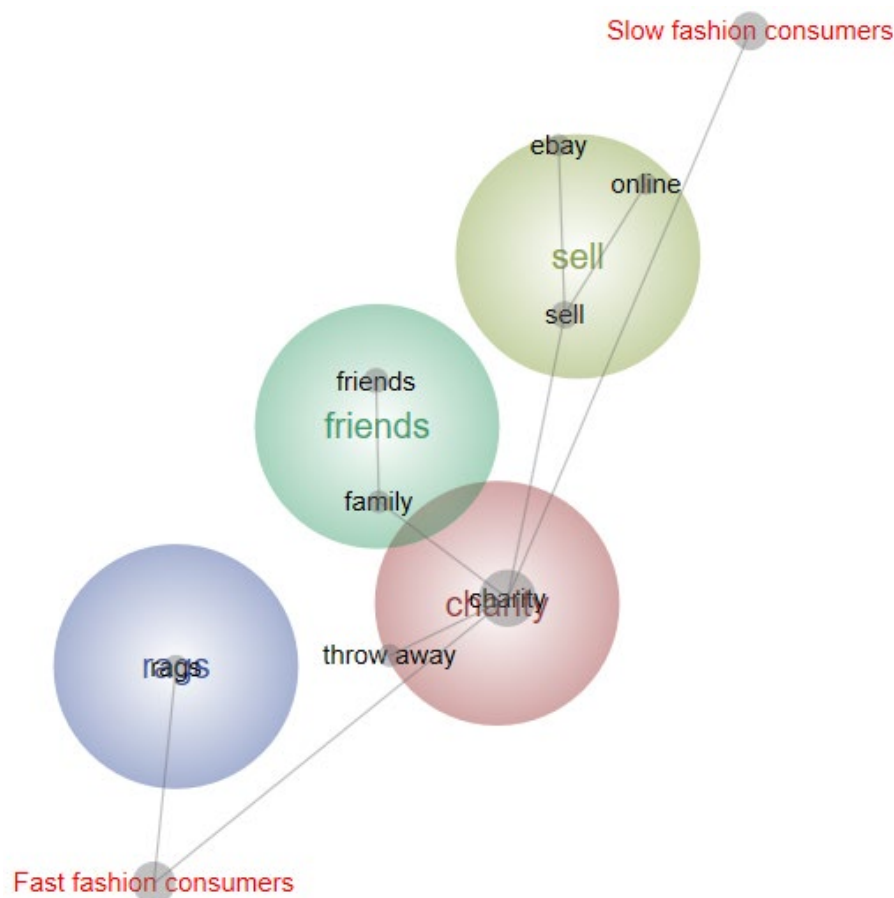 Slow fashion consumers
ebay
online
sell
sell
friends
friends
family
charity
charity
throw away
rags
rags
Fast fashion consumers